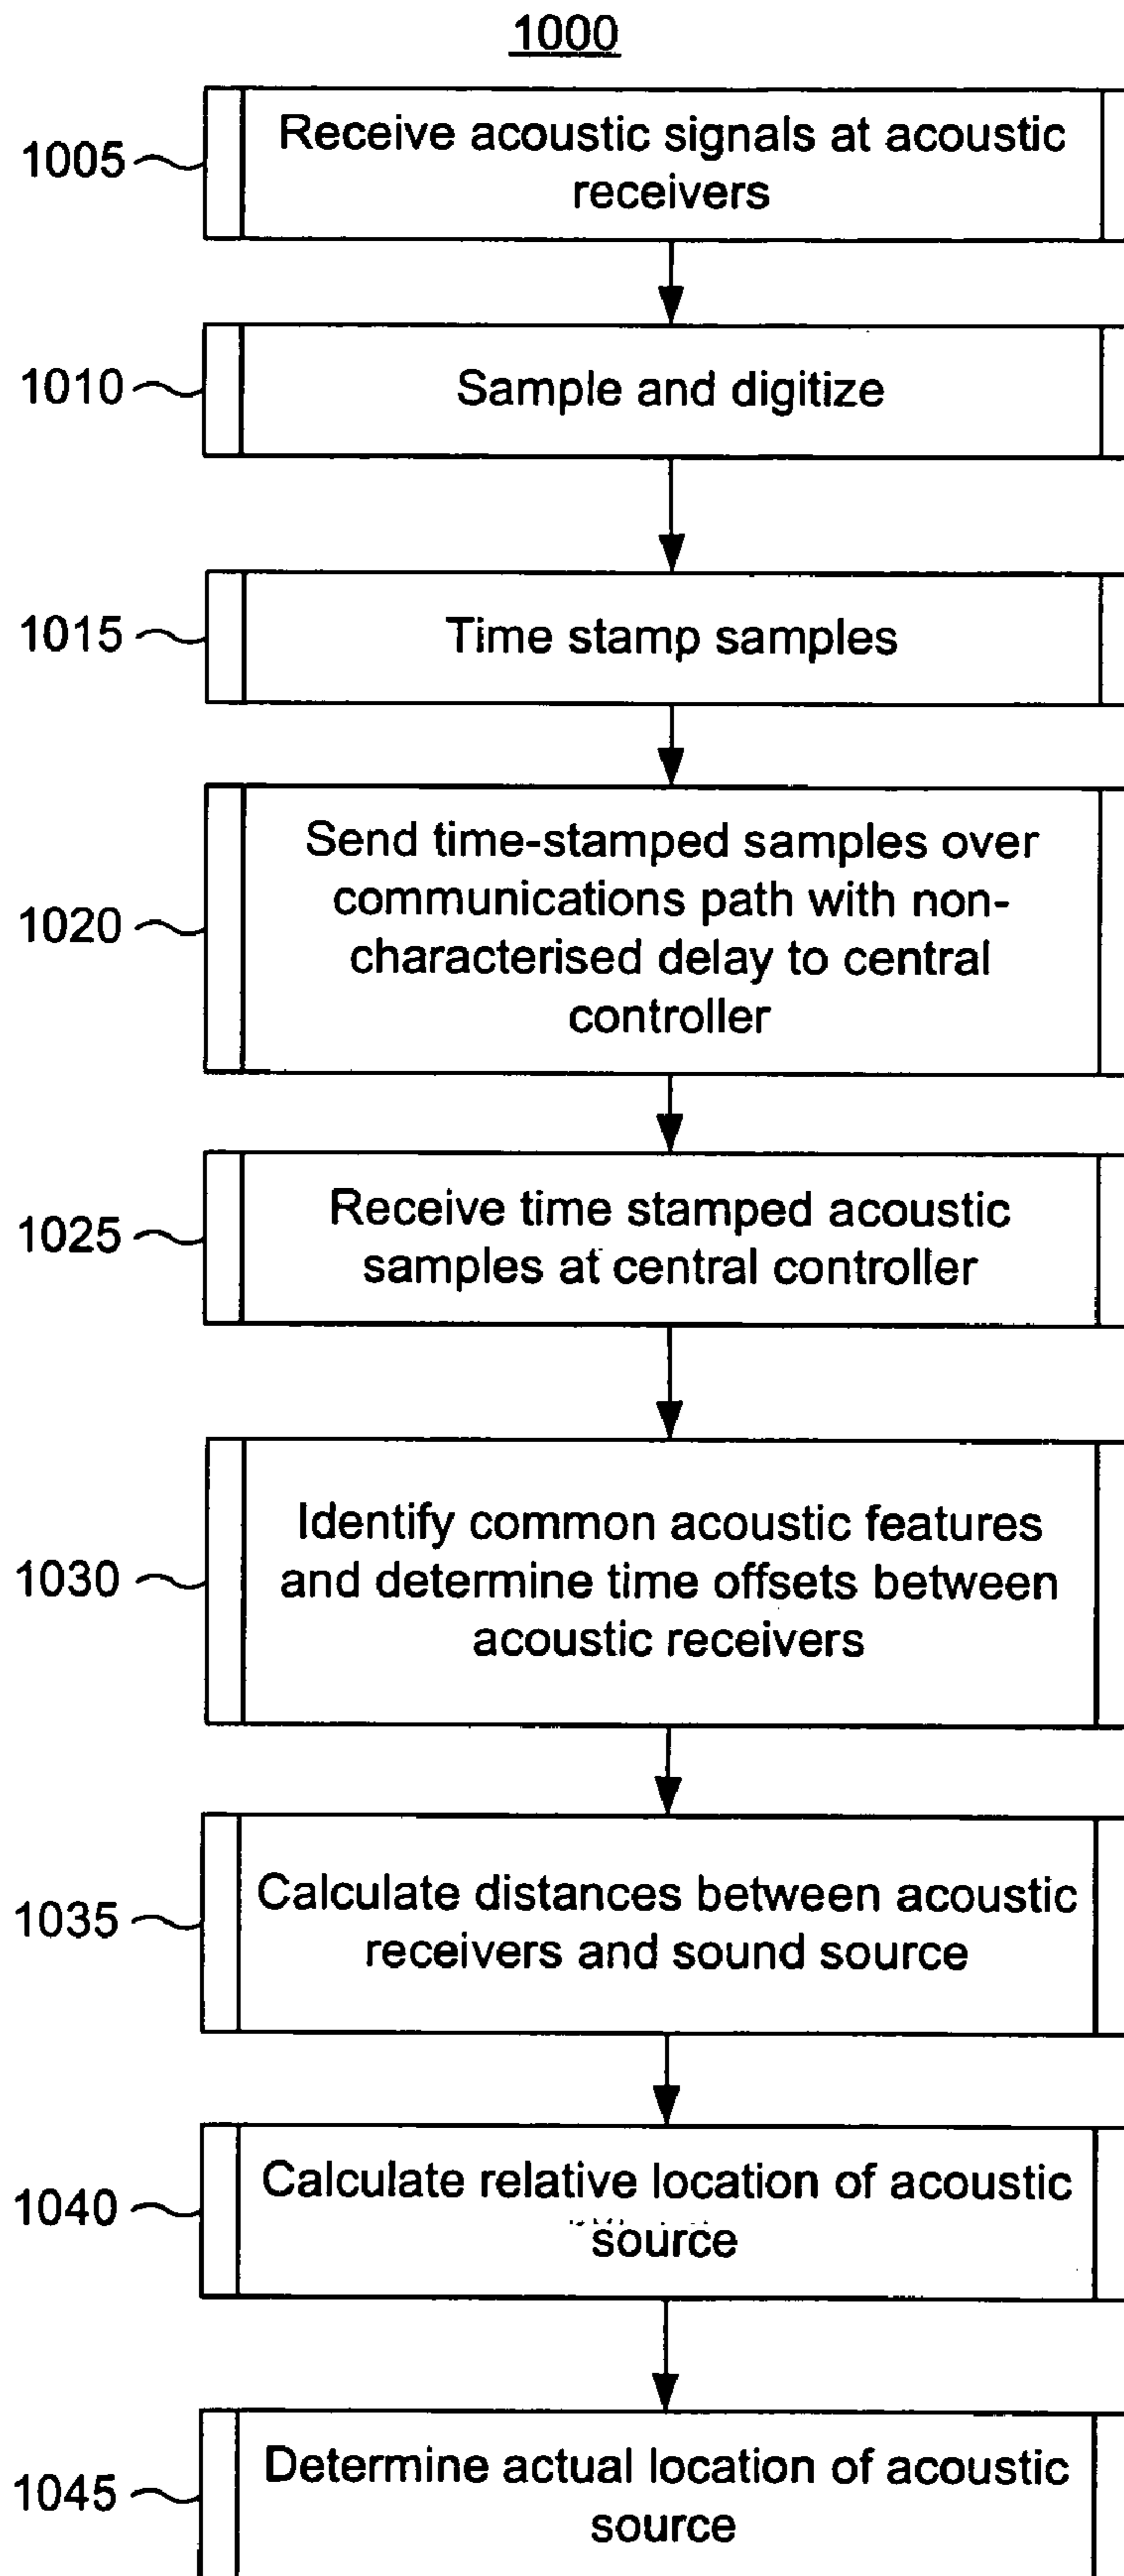 1000
1005
Receive acoustic signals at acoustic
receivers
1010
Sample and digitize
1015
Time stamp samples
1020
Send time-stamped samples over
communications path with non-
characterised delay to central
controller
1025
Receive time stamped acoustic
samples at central controller
1030
Identify common acoustic features
and determine time offsets between
acoustic receivers
1035
Calculate distances between acoustic
receivers and sound source
1040
Calculate relative location of acoustic
source
1045
Determine actual location of acoustic
source